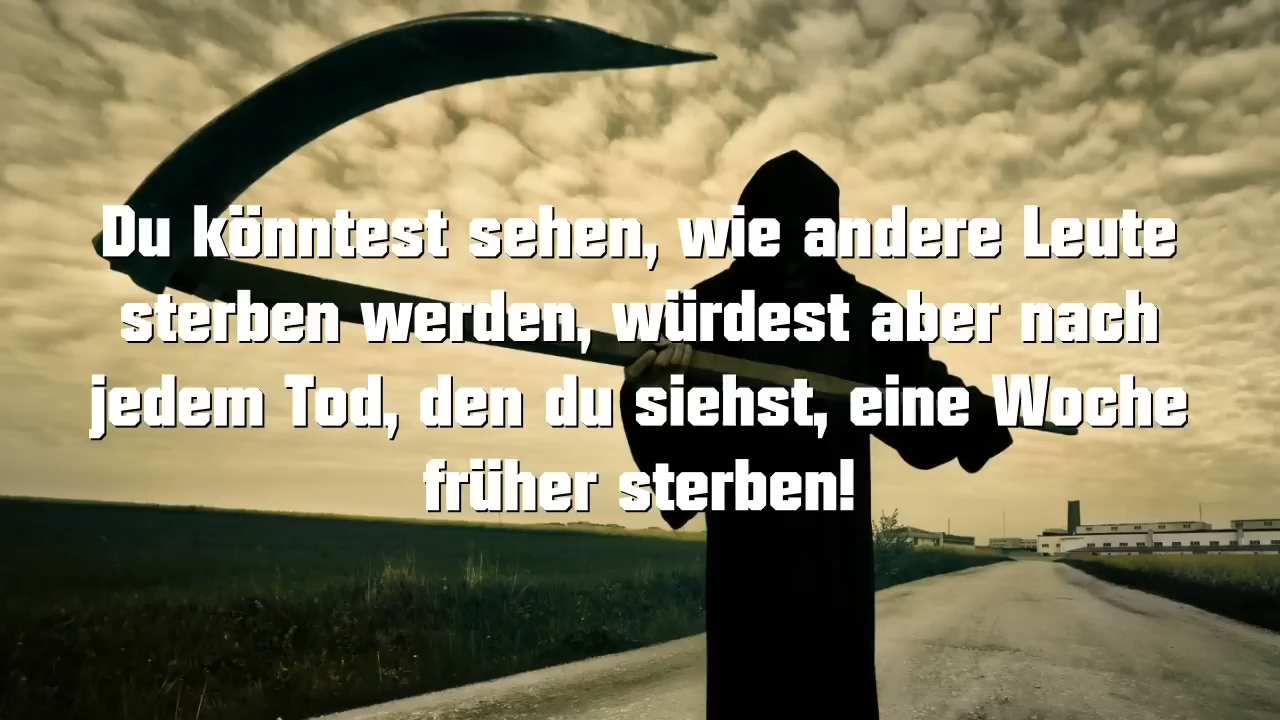 Du könntest sehen, wie andere Leute
sterben werden, würdest aber nach
jedem Tod, den du siehst, eine Woche
früher sterben!